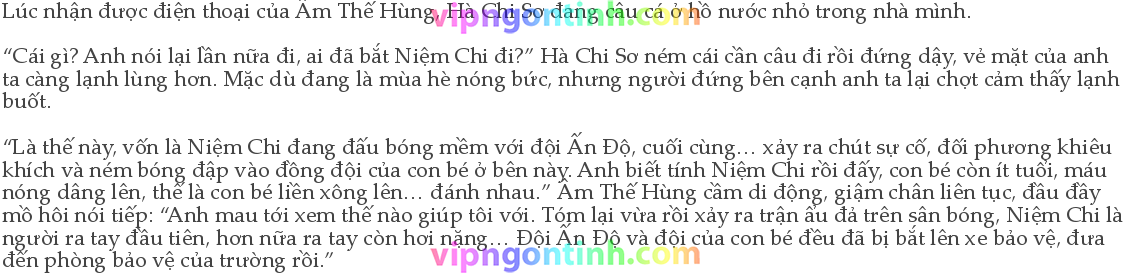 Lúc nhận được điện thoại của Âm Thế Hùng, Hà Chi Sơ đang câu cá ở hồ nước nhỏ trong nhà mình.
vipngontinh.com
“Cái gì? Anh nói lại lần nữa đi, ai đã bắt Niệm Chi đi?” Hà Chi Sơ ném cái cần câu đi rồi đứng dậy, vẻ mặt của anh
ta càng lạnh lùng hơn. Mặc dù đang là mùa hè nóng bức, nhưng người đứng bên cạnh anh ta lại chợt cảm thấy lạnh
buốt.
“Là thế này, vốn là Niệm Chi đang đấu bóng mềm với đội Ấn Độ, cuối cùng… xảy ra chút sự cố, đối phương khiêu
khích và ném bóng đập vào đồng đội của con bé ở bên này. Anh biết tính Niệm Chi rồi đấy, con bé còn ít tuổi, máu
nóng dâng lên, thế là con bé liền xông lên… đánh nhau.” Âm Thế Hùng cầm di động, giậm chân liên tục, đầu đầy
mồ hôi nói tiếp: “Anh mau tới xem thế nào giúp tôi với. Tóm lại vừa rồi xảy ra trận ẩu đả trên sân bóng, Niệm Chi là
người ra tay đầu tiên, hơn nữa ra tay còn hơi nặng… Đội Ấn Độ và đội của con bé đều đã bị bắt lên xe bảo vệ, đưa
vipngontinh.com
đến phòng bảo vệ của trường rồi.”